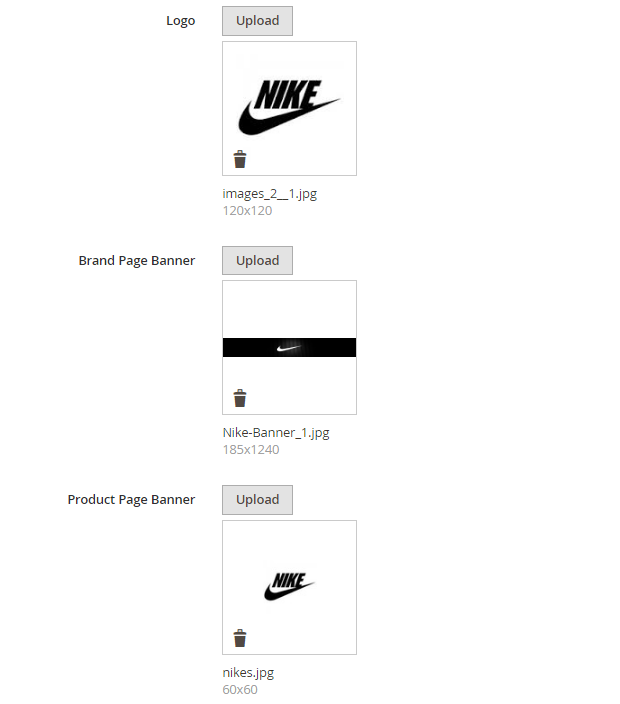 Logo
Upload
NIKE
images_2__1.jpg
120x120
Brand Page Banner
Upload
Nike-Banner_1.jpg
185x1240
Product Page Banner
Upload
NIKE
nikes.jpg
60x60